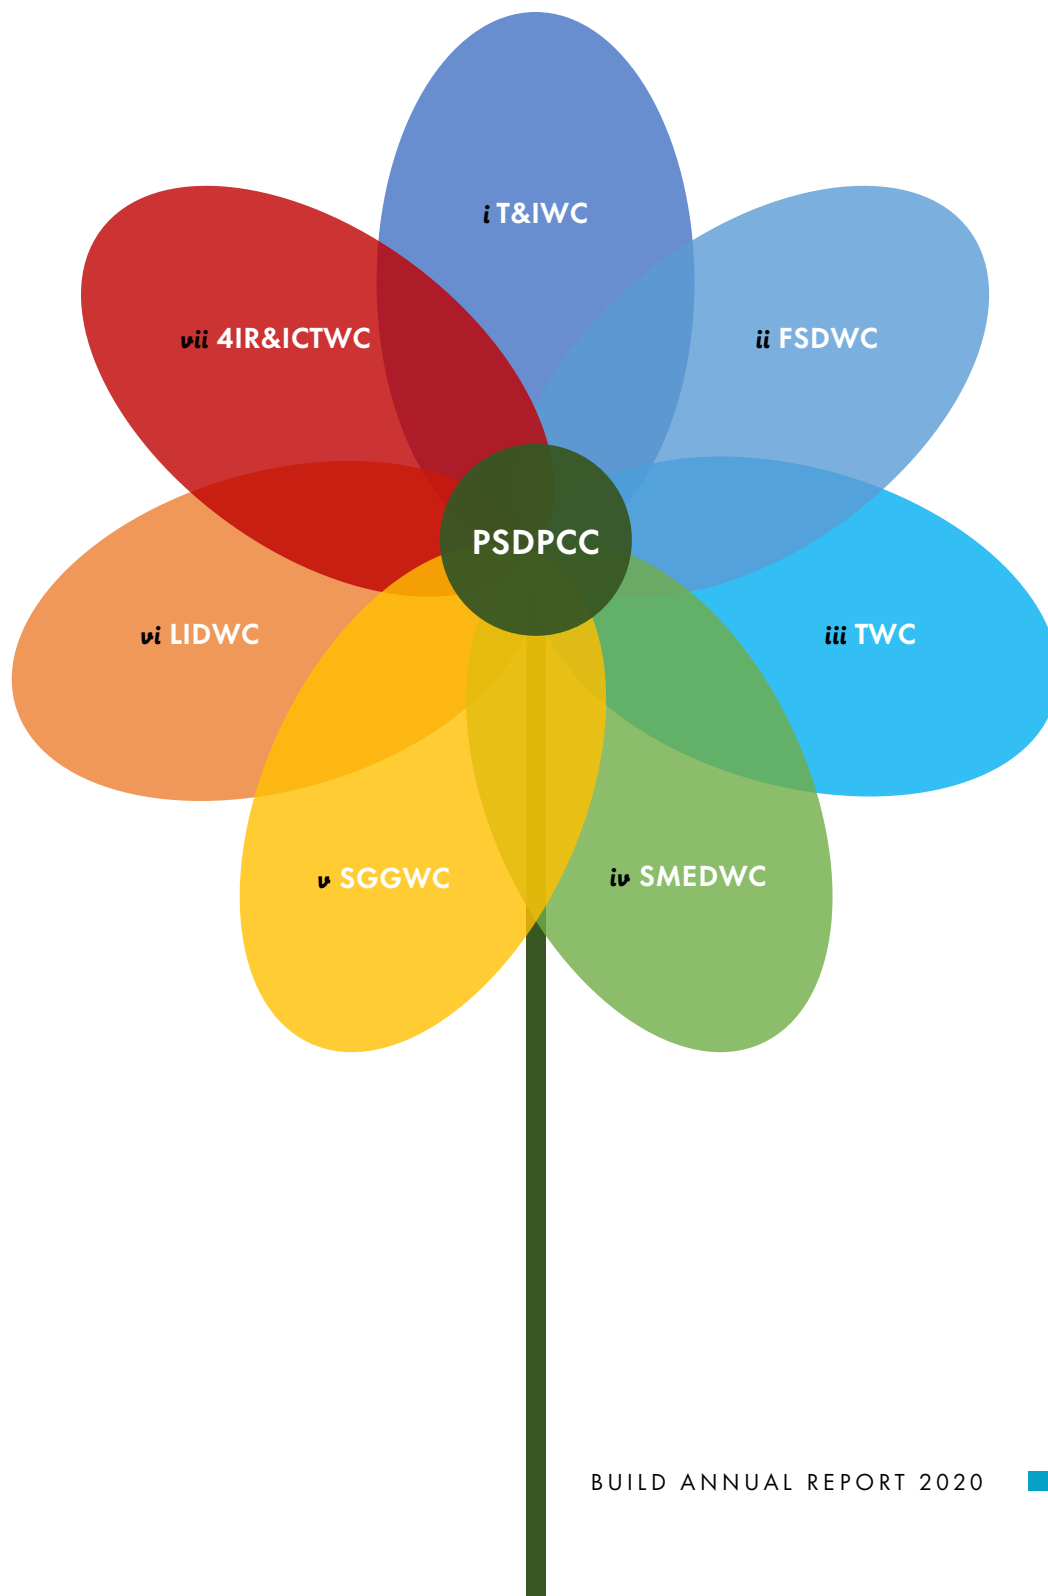 i T&IWC
vii 4IR&ICTWC
ii FSDWC
PSDPCC
vi LIDWC
iii TWC
v SGGWC
iv SMEDWC
BUILD ANNUAL REPORT 2020